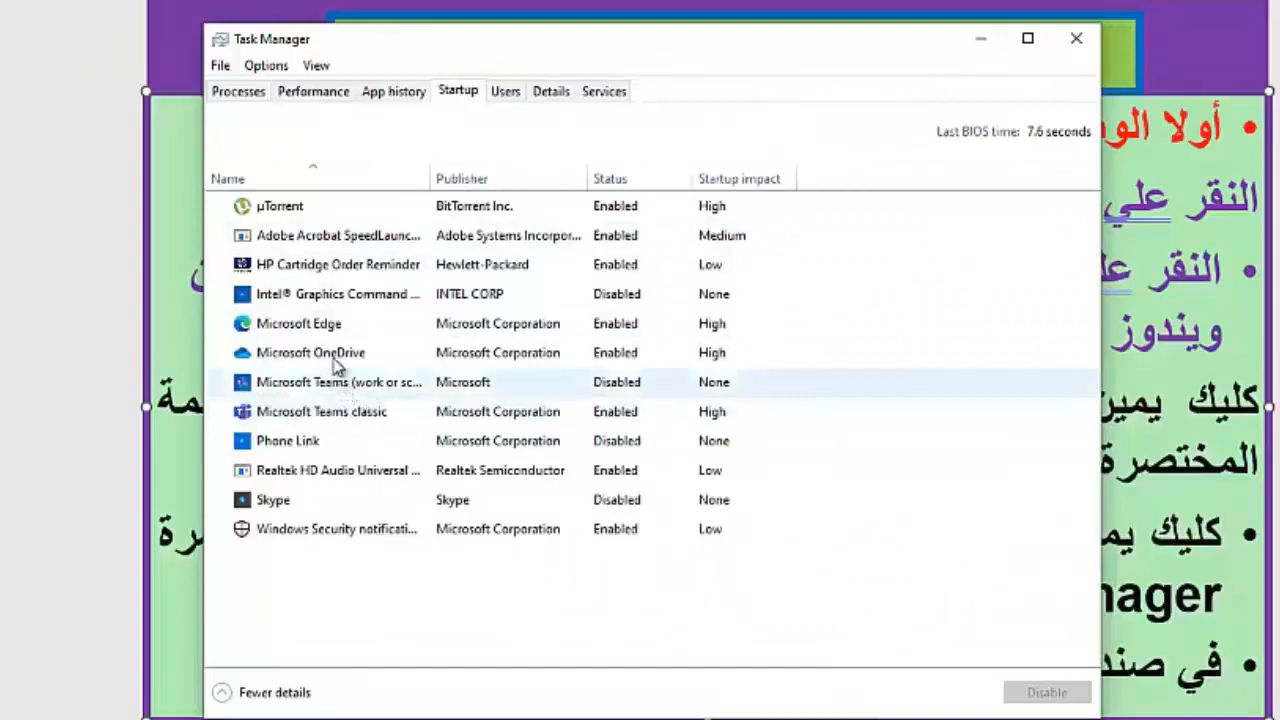 Task Manager
File Options View
Processes Performance App history Startup Users Details Services
Last BIOS time: 7.6 seconds
Name Publisher Status Startup impact
µTorrent BitTorrent Inc. Enabled High
Adobe Acrobat SpeedLaunc... Adobe Systems Incorpor... Enabled Medium
HP Cartridge Order Reminder Hewlett-Packard Enabled Low
Intel® Graphics Command ... INTEL CORP Disabled None
Microsoft Edge Microsoft Corporation Enabled High
Microsoft OneDrive Microsoft Corporation Enabled High
Microsoft Teams (work or sc... Microsoft Disabled None
Microsoft Teams classic Microsoft Corporation Enabled High
Phone Link Microsoft Corporation Disabled None
Realtek HD Audio Universal ... Realtek Semiconductor Enabled Low
Skype Skype Disabled None
Windows Security notificati... Microsoft Corporation Enabled Low
Fewer details Disable
• أولا
النقر علي
• النقر
ويندوز
كليك يمين
المختصرة
• كليك
nager
• في